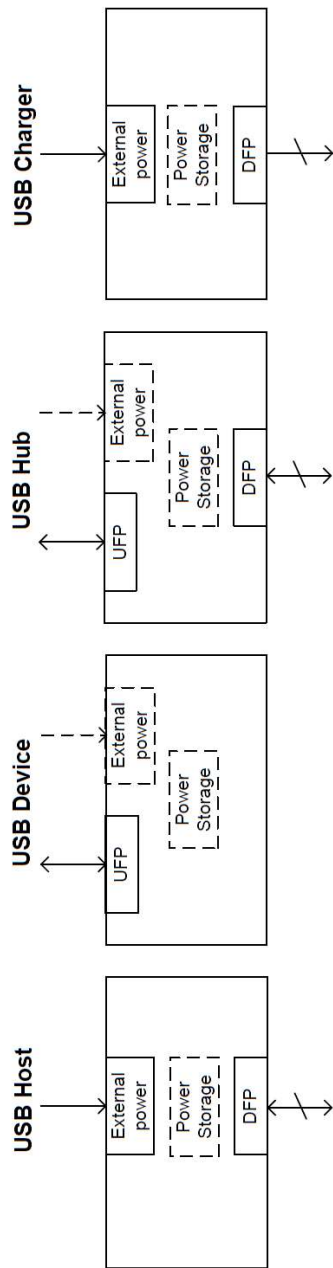 USB Host
External
power
Power
Storage
DFP
USB Device
UFP
External
power
Power
Storage
USB Hub
UFP
External
power
Power
Storage
DFP
USB Charger
External
power
Power
Storage
DFP